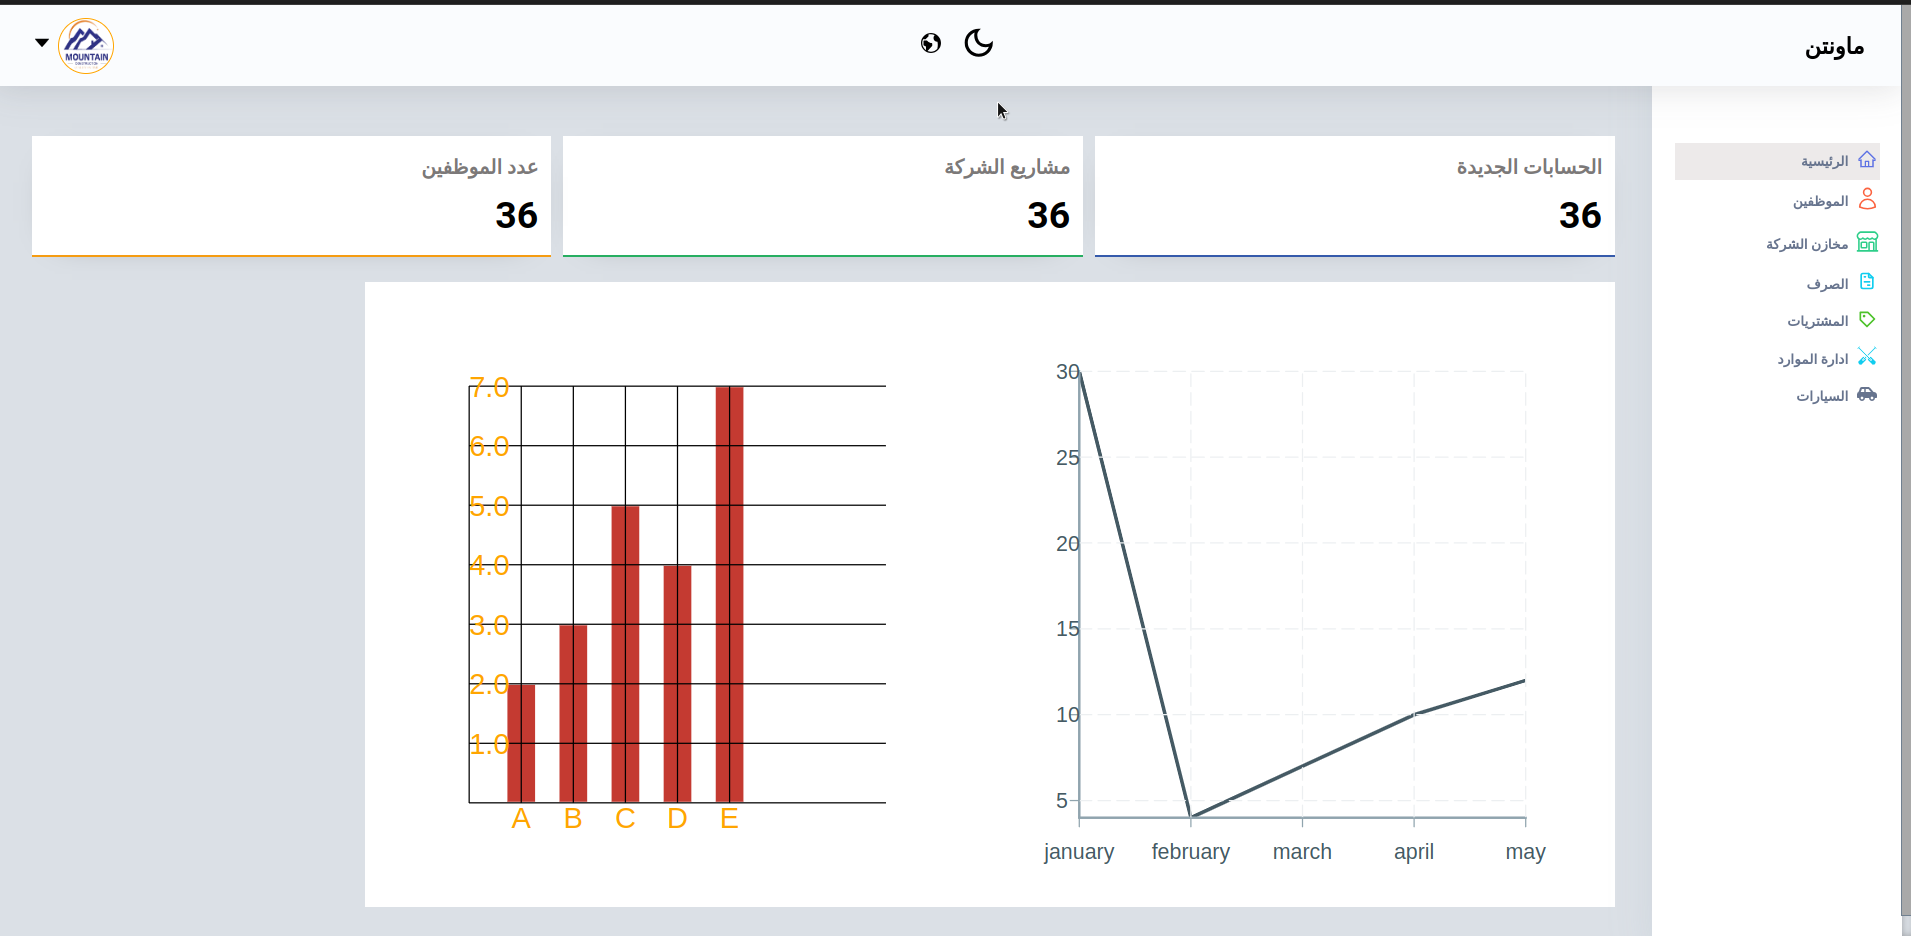 ماونتن
MOUNTAIN
CONSTRUCTION
الرئيسية
الموظفين
مخازن الشركة
الصرف
المشتريات
ادارة الموارد
السيارات
الحسابات الجديدة
36
مشاريع الشركة
36
عدد الموظفين
36
30
25
20
15
10
5
january february march april may
7.0
6.0
5.0
4.0
3.0
2.0
1.0
A B C D E